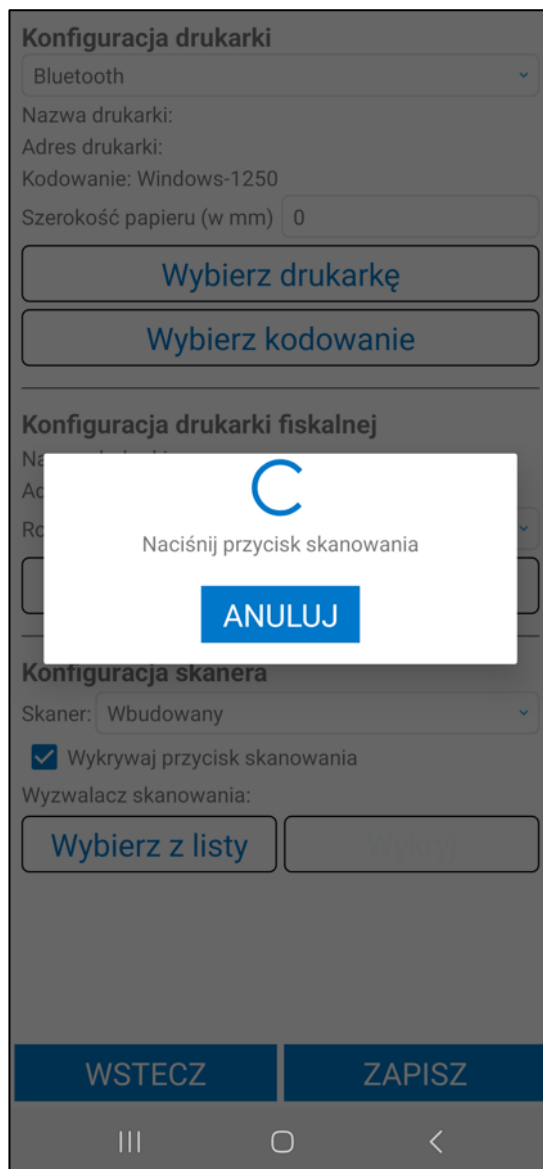 Konfiguracja drukarki
Bluetooth
Nazwa drukarki:
Adres drukarki:
Kodowanie: Windows-1250
Szerokość papieru (w mm) 0
Wybierz drukarkę
Wybierz kodowanie
Konfiguracja drukarki fiskalnej
Naciśnij przycisk skanowania
ANULUJ
Konfiguracja skanera
Skaner: Wbudowany
Wykrywaj przycisk skanowania
Wyzwalacz skanowania:
Wybierz z listy Wykryj
WSTECZ ZAPISZ